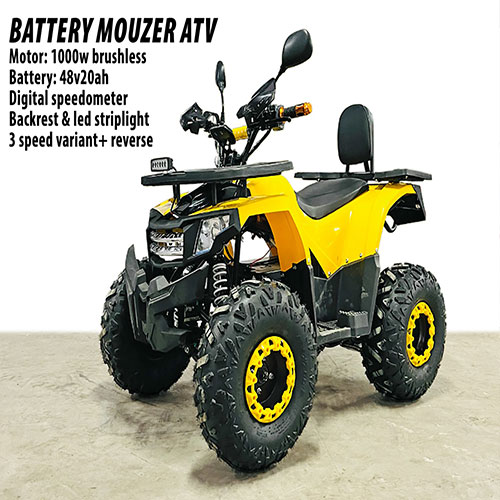 BATTERY MOUZER ATV
Motor: 1000w brushless
Battery: 48v20ah
Digital speedometer
Backrest & led striplight
3 speed variant+ reverse